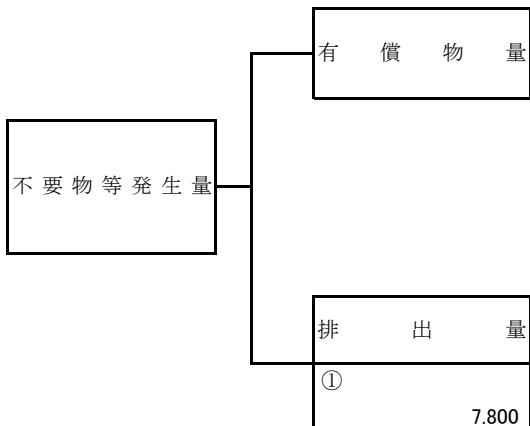 有償物量
不要物等発生量
排出量
①
7.800